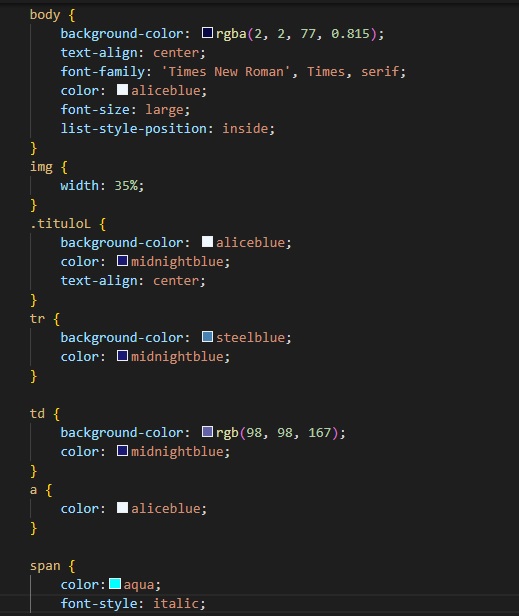 body {
    background-color: rgba(2, 2, 77, 0.815);
    text-align: center;
    font-family: 'Times New Roman', Times, serif;
    color: aliceblue;
    font-size: large;
    list-style-position: inside;
}
img {
    width: 35%;
}
.tituloL {
    background-color: aliceblue;
    color: midnightblue;
    text-align: center;
}
tr {
    background-color: steelblue;
    color: midnightblue;
}

td {
    background-color: rgb(98, 98, 167);
    color: midnightblue;
}
a {
    color: aliceblue;
}

span {
    color:aqua;
    font-style: italic;